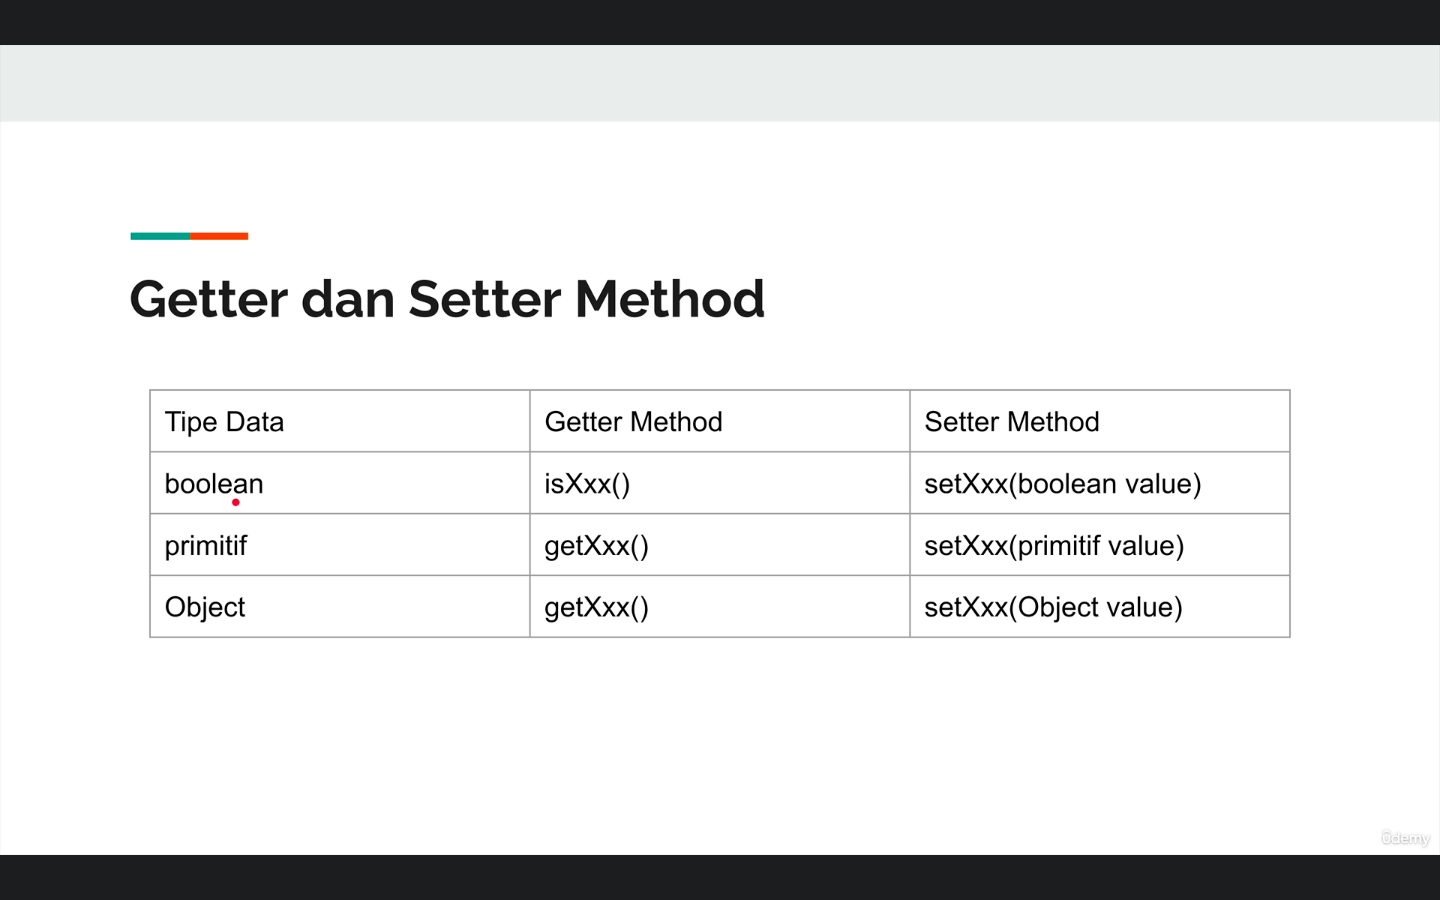 Getter dan Setter Method
Tipe Data Getter Method Setter Method
boolean isXxx() setXxx(boolean value)
primitif getXxx() setXxx(primitif value)
Object getXxx() setXxx(Object value)
ûdemy